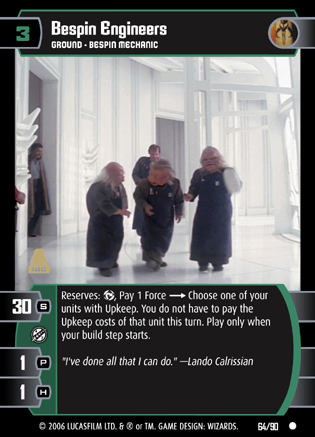 3
Bespin Engineers
GROUND · BESPIN MECHANIC
30 S
Reserves: , Pay 1 Force → Choose one of your
units with Upkeep. You do not have to pay the
Upkeep costs of that unit this turn. Play only when
your build step starts.
1 P
"I've done all that I can do." —Lando Calrissian
1 H
© 2006 LUCASFILM LTD. & ® or TM. GAME DESIGN: WIZARDS. 64/90